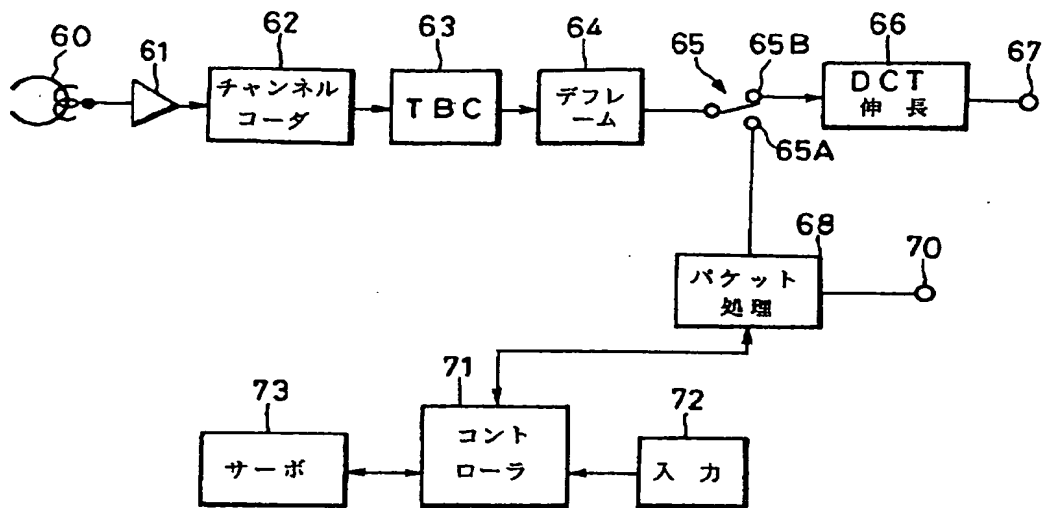 60
61
62
63
64
65
65B
66
67
チャンネル
コーダ
TBC
デフレ
ーム
DCT
伸長
65A
68
70
パケット
処理
71
73
72
コント
ローラ
サーボ
入力